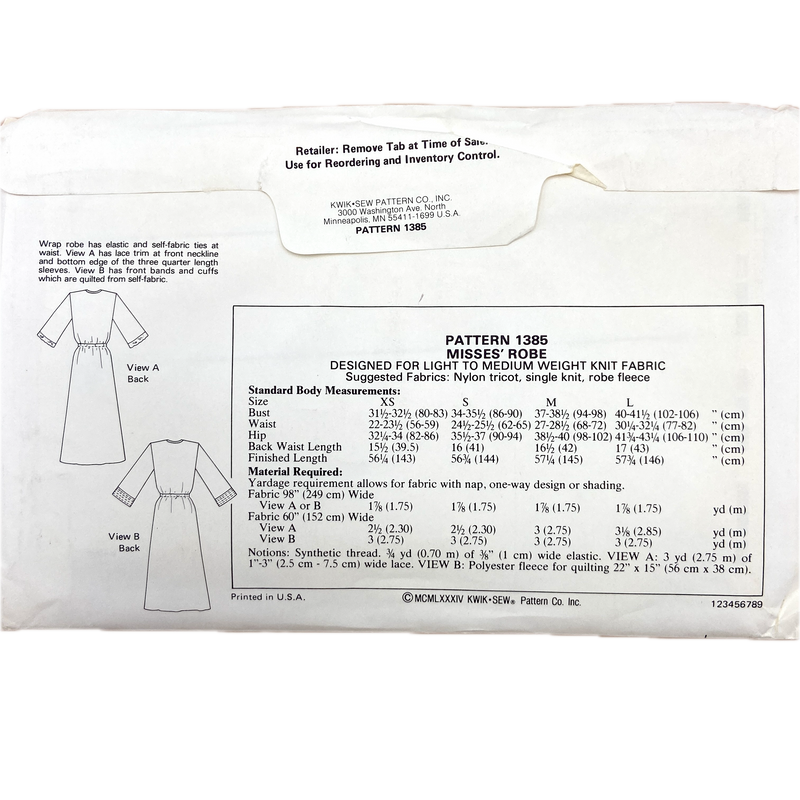 Retailer: Remove Tab at Time of Sale.
Use for Reordering and Inventory Control.
KWIK•SEW PATTERN CO., INC.
3000 Washington Ave. North
Minneapolis, MN 55411-1699 U.S.A.
PATTERN 1385
Wrap robe has elastic and self-fabric ties at
waist. View A has lace trim at front neckline
and bottom edge of the three quarter length
sleeves. View B has front bands and cuffs
which are quilted from self-fabric.
View A
Back
View B
Back
PATTERN 1385
MISSES' ROBE
DESIGNED FOR LIGHT TO MEDIUM WEIGHT KNIT FABRIC
Suggested Fabrics: Nylon tricot, single knit, robe fleece
Standard Body Measurements:
Size XS S M L
Bust 31½-32½ (80-83) 34-35½ (86-90) 37-38½ (94-98) 40-41½ (102-106) " (cm)
Waist 22-23½ (56-59) 24½-25½ (62-65) 27-28½ (68-72) 30¼-32¼ (77-82) " (cm)
Hip 32¼-34 (82-86) 35½-37 (90-94) 38½-40 (98-102) 41¾-43¼ (106-110) " (cm)
Back Waist Length 15½ (39.5) 16 (41) 16½ (42) 17 (43) " (cm)
Finished Length 56¼ (143) 56¾ (144) 57¼ (145) 57¾ (146) " (cm)
Material Required:
Yardage requirement allows for fabric with nap, one-way design or shading.
Fabric 98" (249 cm) Wide
View A or B 1⅞ (1.75) 1⅞ (1.75) 1⅞ (1.75) 1⅞ (1.75) yd (m)
Fabric 60" (152 cm) Wide
View A 2½ (2.30) 2½ (2.30) 3 (2.75) 3⅛ (2.85) yd (m)
View B 3 (2.75) 3 (2.75) 3 (2.75) 3 (2.75) yd (m)
Notions: Synthetic thread. ¾ yd (0.70 m) of ⅜" (1 cm) wide elastic. VIEW A: 3 yd (2.75 m) of
1"-3" (2.5 cm - 7.5 cm) wide lace. VIEW B: Polyester fleece for quilting 22" x 15" (56 cm x 38 cm).
Printed in U.S.A. ©MCMLXXXIV KWIK•SEW® Pattern Co. Inc. 123456789